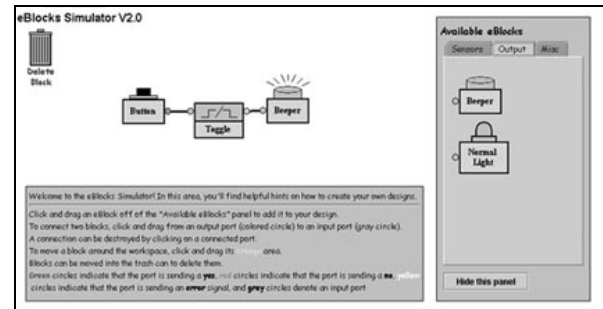 eBlocks Simulator V2.0
Delete
Block
Button
Toggle
Beeper
Welcome to the eBlocks Simulator! In this area, you'll find helpful hints on how to create your own designs.
Click and drag an eBlock off of the "Available eBlocks" panel to add it to your design.
To connect two blocks, click and drag from an output port (colored circle) to an input port (gray circle).
A connection can be destroyed by clicking on a connected port.
To move a block around the workspace, click and drag its orange area.
Blocks can be moved into the trash can to delete them.
Green circles indicate that the port is sending a yes, red circles indicate that the port is sending a no, yellow
circles indicate that the port is sending an error signal, and grey circles denote an input port
Available eBlocks
Sensors Output Misc
Beeper
Normal
Light
Hide this panel